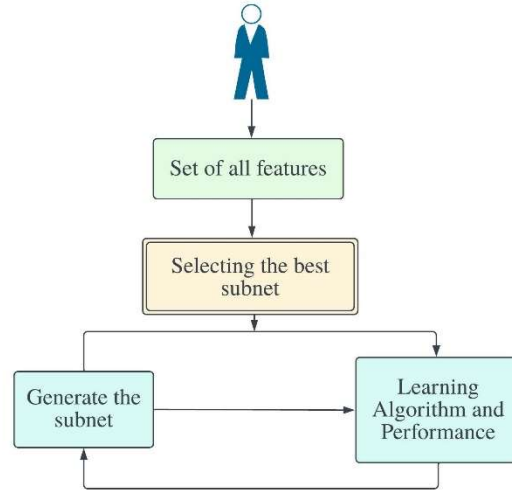 Set of all features
Selecting the best
subnet
Generate the
subnet
Learning
Algorithm and
Performance